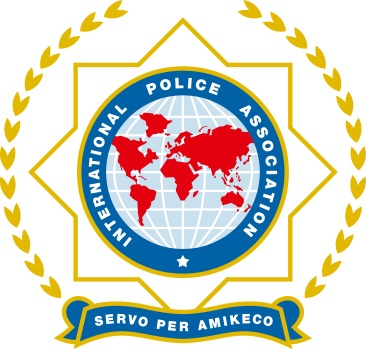 INTERNATIONAL POLICE ASSOCIATION
SERVO PER AMIKECO